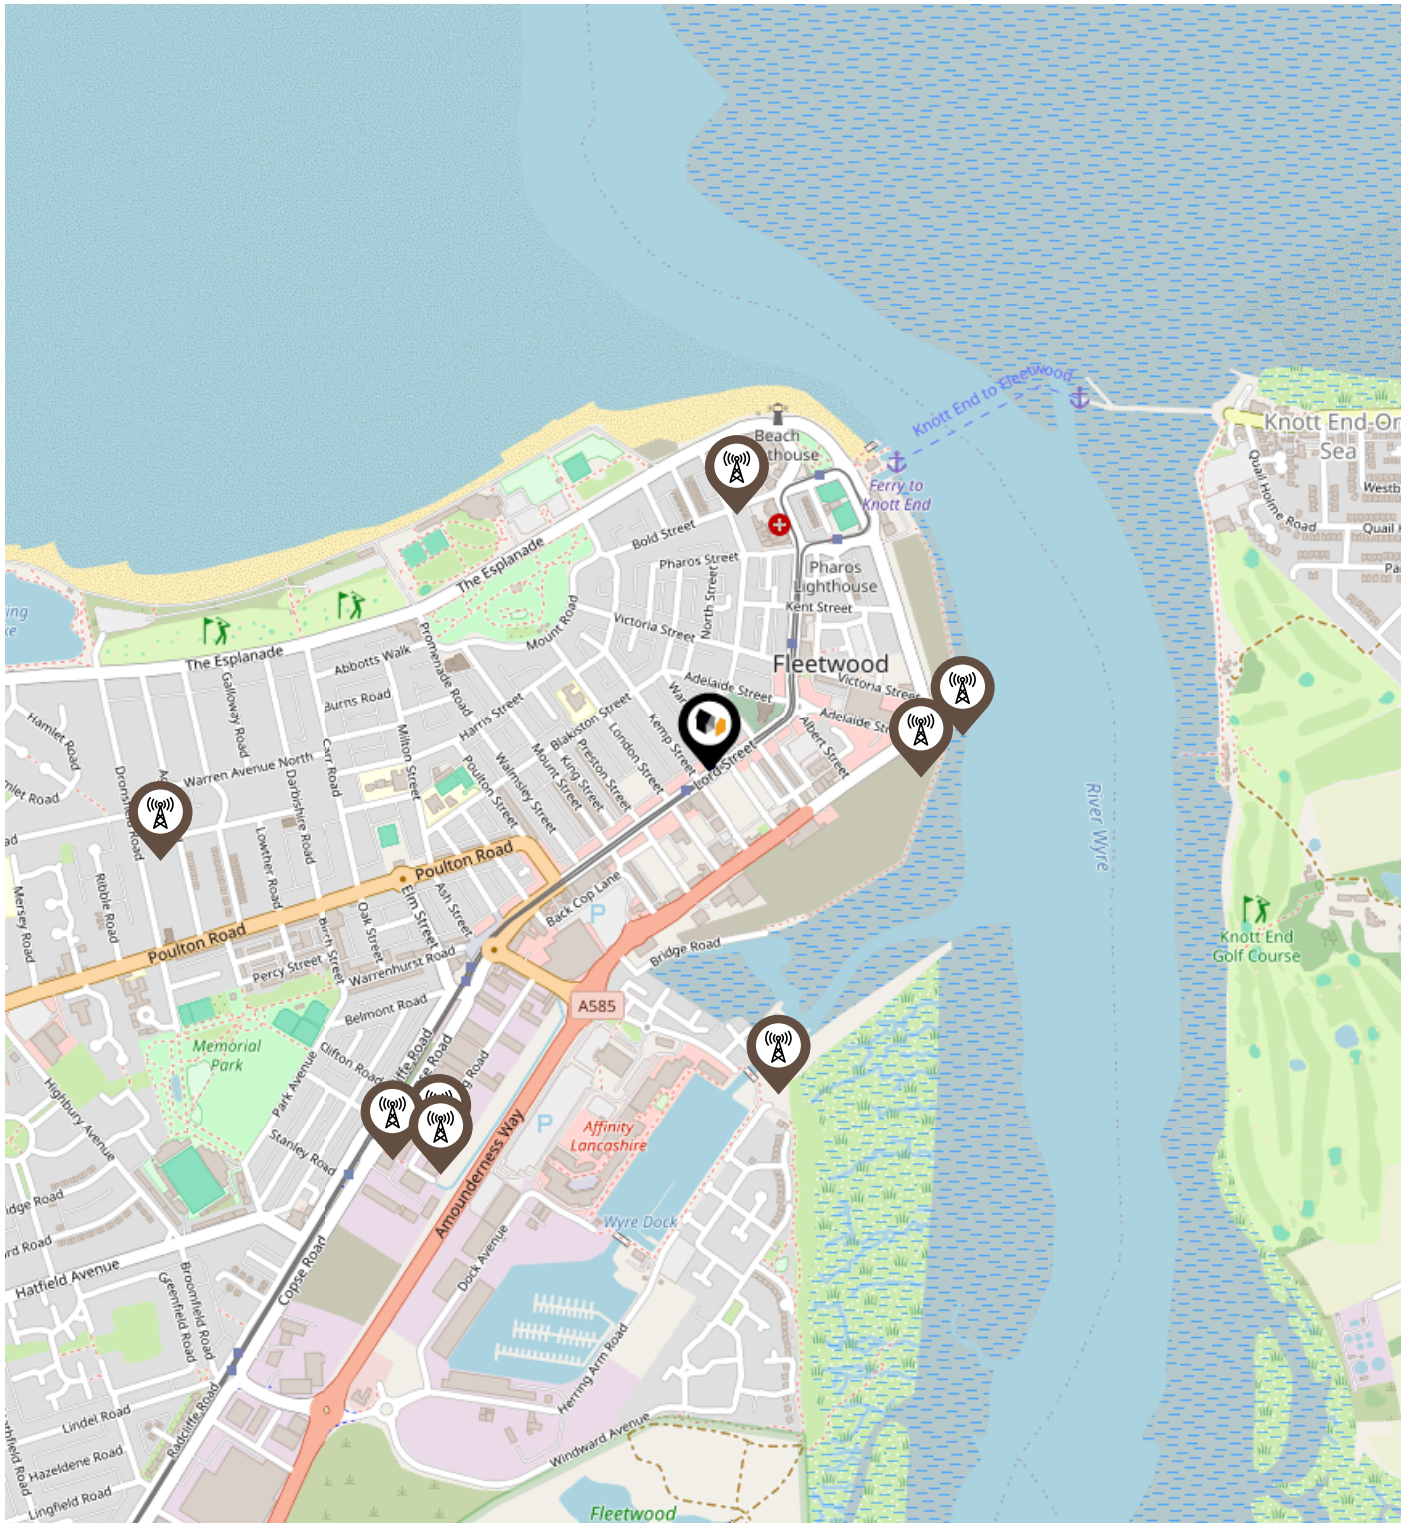 Knott End to Fleetwood
Knott End-On-
Sea
Beach
Quail Holme Road
Ferry to
Knott End
Bold Street
The Esplanade
Pharos Street
Pharos
Lighthouse
Kent Street
North Street
Victoria Street
Mount Road
The Esplanade
Abbotts Walk
Promenade Road
Fleetwood
Adelaide Street
Victoria Street
Galloway Road
Burns Road
Harris Street
Blakiston Street
Kemp Street
Albert Street
Hamlet Road
Milton Street
London Street
Lord Street
Warren Avenue North
Carr Road
Preston Street
King Street
Mount Street
Walmsley Street
Poulton Street
Darbishire Road
Lowther Road
River Wyre
Poulton Road
Elm Street
Ash Street
Back Cop Lane
P
Mersey Road
Ribble Road
Oak Street
Birch Street
Poulton Road
Percy Street
Warrenhurst Road
Bridge Road
Knott End
Golf Course
A585
Belmont Road
Memorial
Park
Clifton Road
Park Avenue
Highbury Avenue
P
Affinity
Lancashire
Stanley Road
Amounderness Way
Wyre Dock
Hatfield Avenue
Copse Road
Dock Avenue
Broomfield Road
Greenfield Road
Herring Arm Road
Lindel Road
Radcliffe Road
Windward Avenue
Hazeldene Road
Lingfield Road
Fleetwood